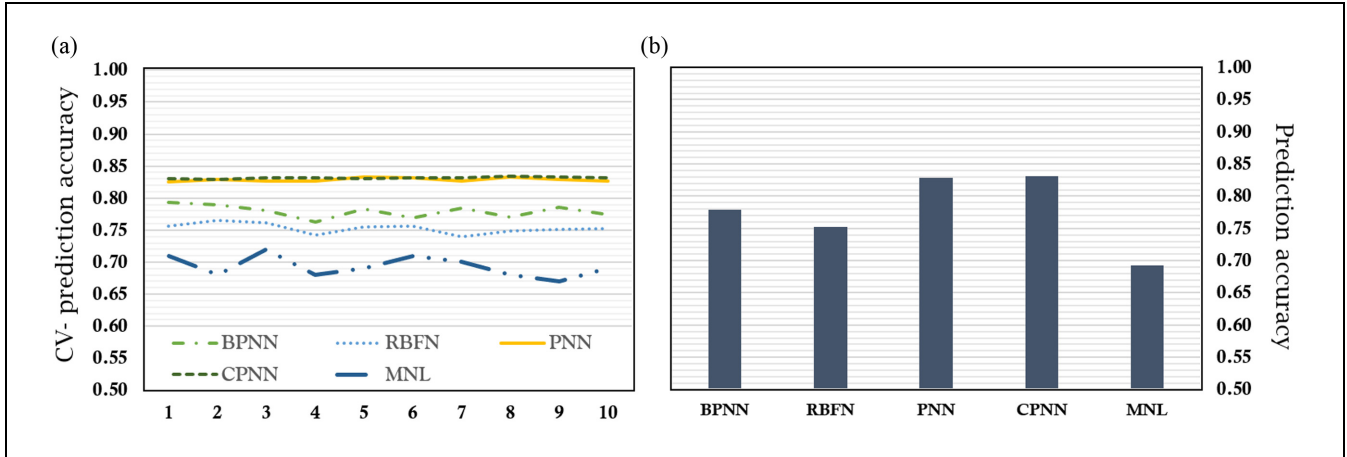 (a)
CV- prediction accuracy
1.00
0.95
0.90
0.85
0.80
0.75
0.70
0.65
0.60
0.55
0.50
BPNN RBFN PNN
CPNN MNL
1 2 3 4 5 6 7 8 9 10
(b)
1.00
0.95
0.90
0.85
0.80
0.75
0.70
0.65
0.60
0.55
0.50
Prediction accuracy
BPNN RBFN PNN CPNN MNL